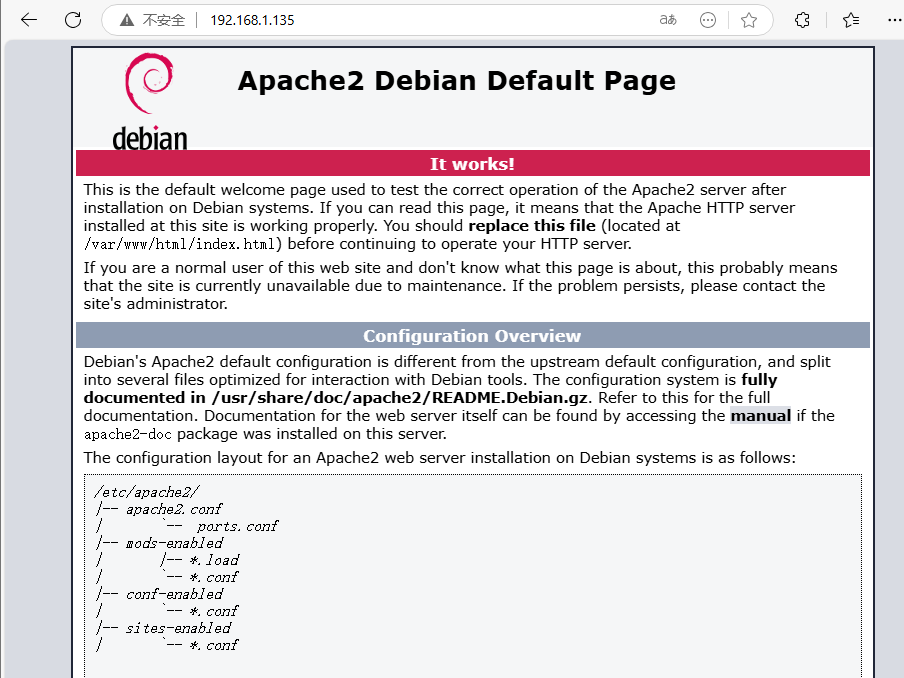 不安全 192.168.1.135 aあ
Apache2 Debian Default Page
debian
It works!
This is the default welcome page used to test the correct operation of the Apache2 server after
installation on Debian systems. If you can read this page, it means that the Apache HTTP server
installed at this site is working properly. You should replace this file (located at
/var/www/html/index.html) before continuing to operate your HTTP server.
If you are a normal user of this web site and don't know what this page is about, this probably means
that the site is currently unavailable due to maintenance. If the problem persists, please contact the
site's administrator.
Configuration Overview
Debian's Apache2 default configuration is different from the upstream default configuration, and split
into several files optimized for interaction with Debian tools. The configuration system is fully
documented in /usr/share/doc/apache2/README.Debian.gz. Refer to this for the full
documentation. Documentation for the web server itself can be found by accessing the manual if the
apache2-doc package was installed on this server.
The configuration layout for an Apache2 web server installation on Debian systems is as follows:
/etc/apache2/
|-- apache2.conf
|       `--  ports.conf
|-- mods-enabled
|       |-- *.load
|       `-- *.conf
|-- conf-enabled
|       `-- *.conf
|-- sites-enabled
|       `-- *.conf